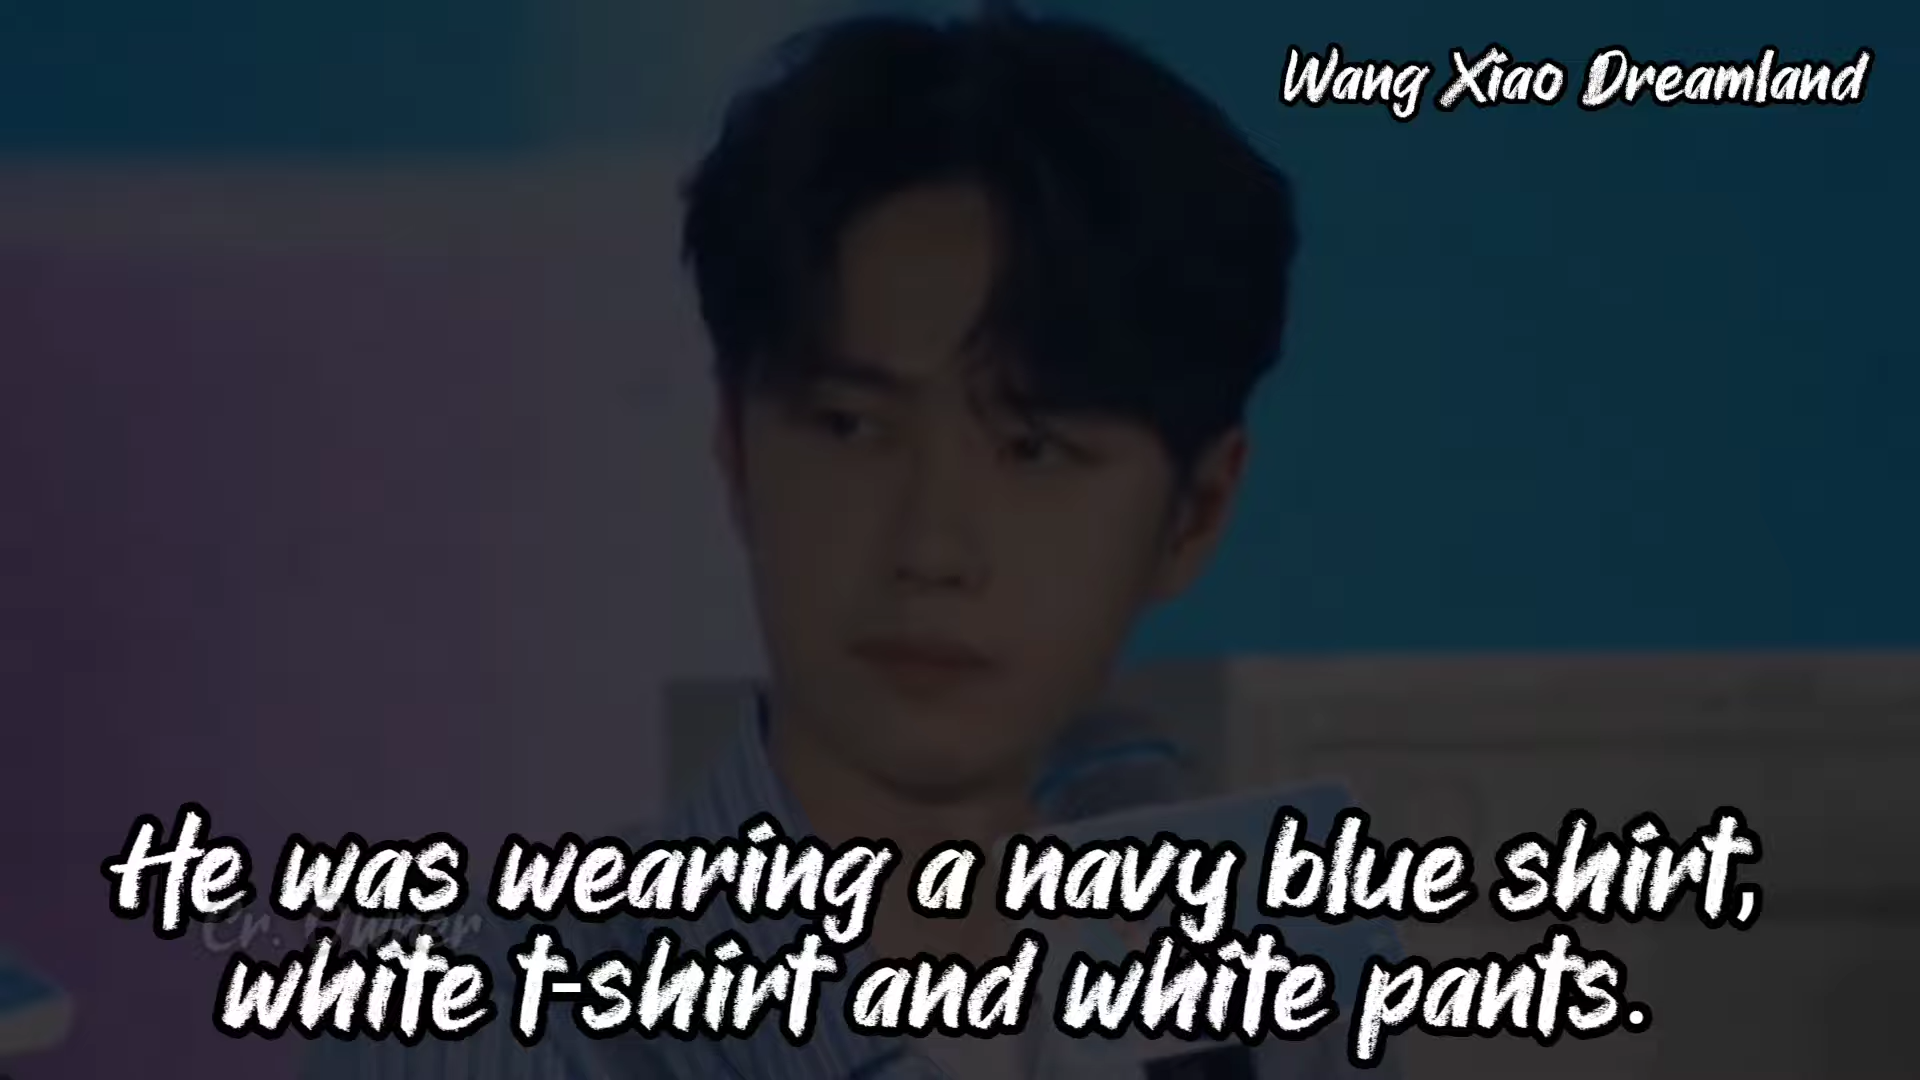 Wang Xiao Dreamland
He was wearing a navy blue shirt,
white t-shirt and white pants.